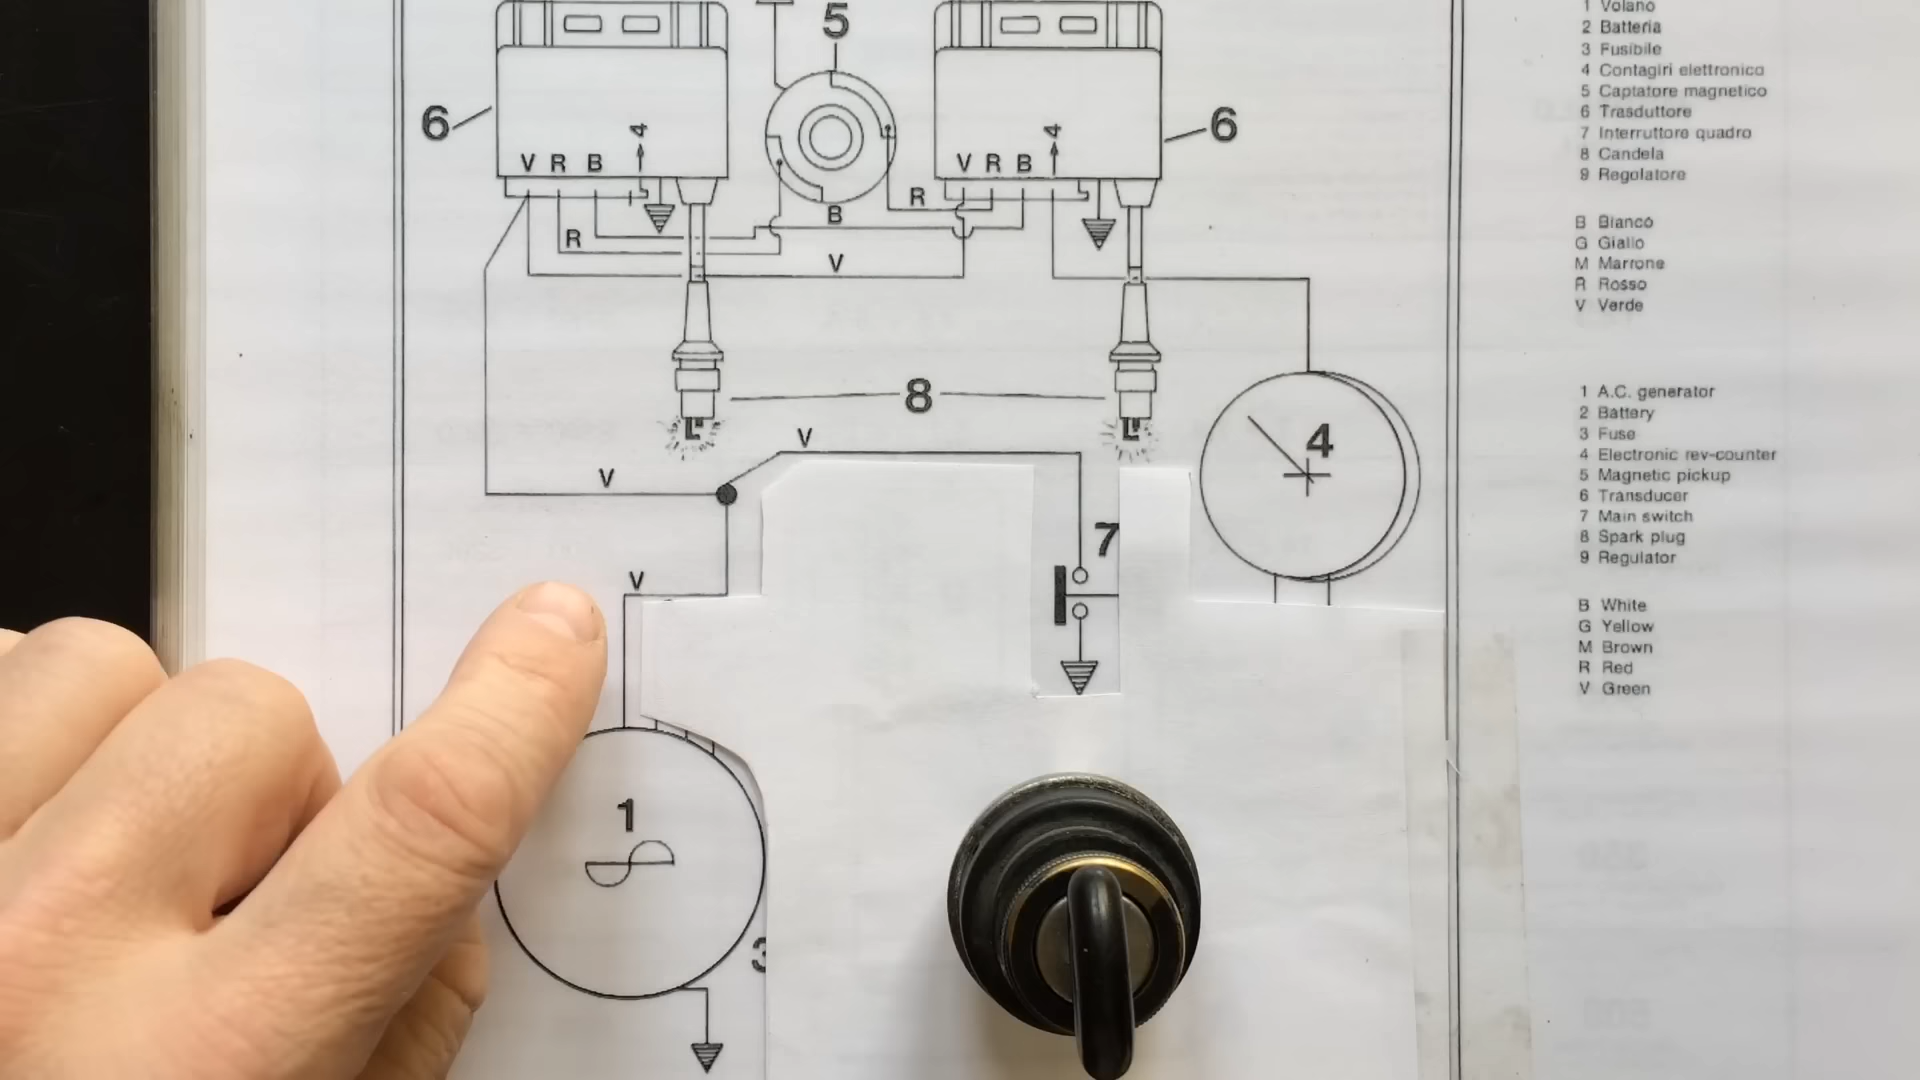 5
6
6
4
4
V R B
V R B
R
B
R
V
8
V
4
V
7
V
1
3
1 Volano
2 Batteria
3 Fusibile
4 Contagiri elettronico
5 Captatore magnetico
6 Trasduttore
7 Interruttore quadro
8 Candela
9 Regolatore
B Bianco
G Giallo
M Marrone
R Rosso
V Verde
1 A.C. generator
2 Battery
3 Fuse
4 Electronic rev-counter
5 Magnetic pickup
6 Transducer
7 Main switch
8 Spark plug
9 Regulator
B White
G Yellow
M Brown
R Red
V Green